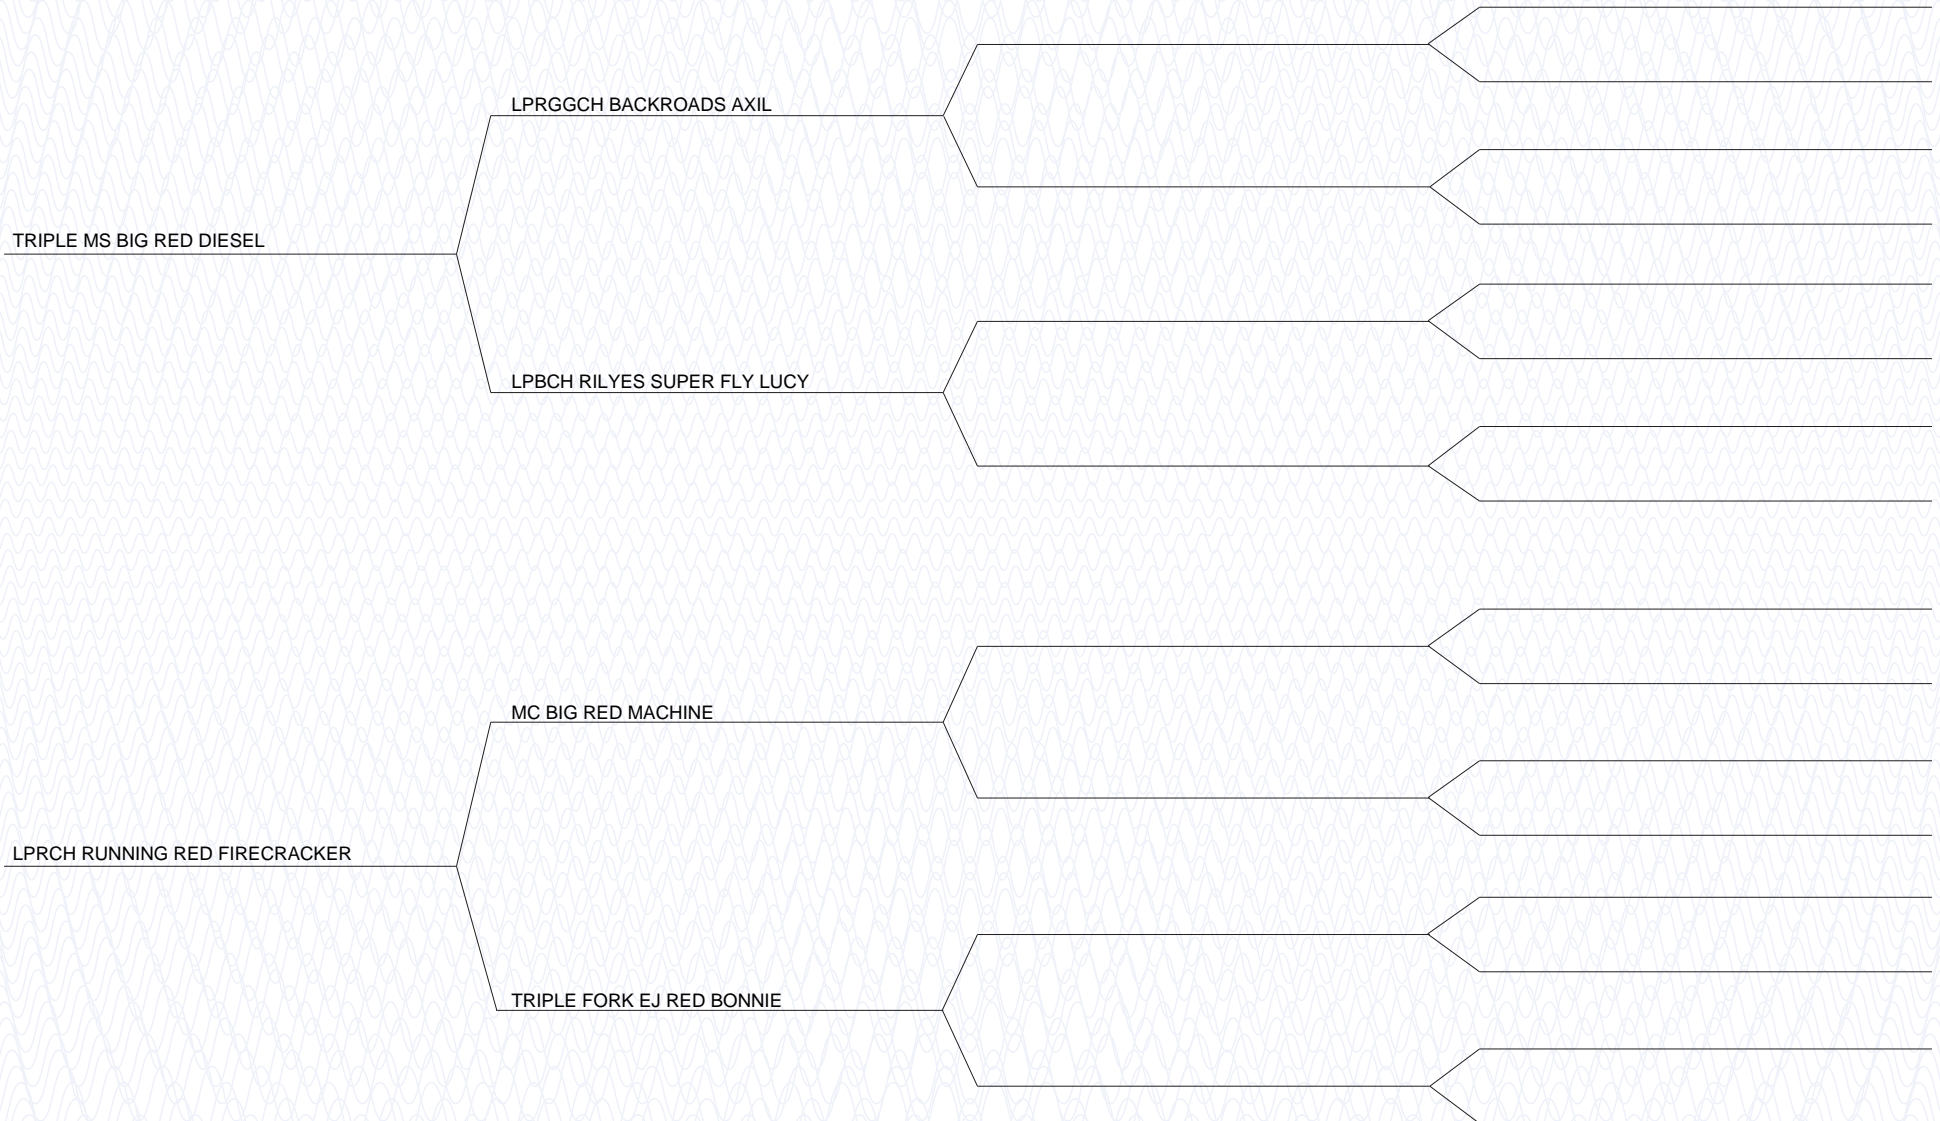 LPRGGCH BACKROADS AXIL
TRIPLE MS BIG RED DIESEL
LPBCH RILYES SUPER FLY LUCY
MC BIG RED MACHINE
LPRCH RUNNING RED FIRECRACKER
TRIPLE FORK EJ RED BONNIE